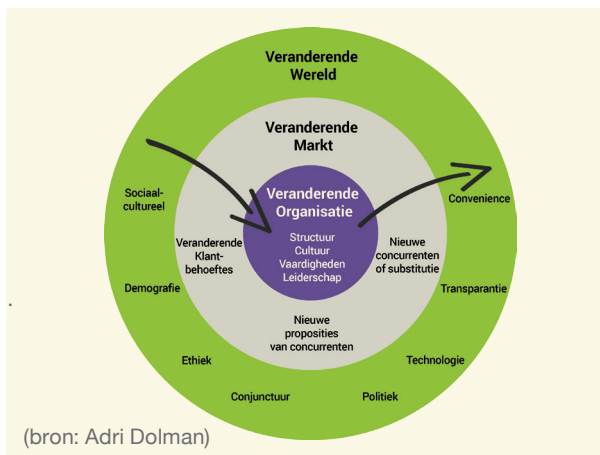 Veranderende
Wereld
Veranderende
Markt
Veranderende
Organisatie
Structuur
Cultuur
Vaardigheden
Leiderschap
Sociaal-
cultureel
Convenience
Veranderende
Klant-
behoeftes
Nieuwe
concurrenten
of substitutie
Demografie
Transparantie
Nieuwe
proposities
van concurrenten
Ethiek
Technologie
Conjunctuur
Politiek
(bron: Adri Dolman)